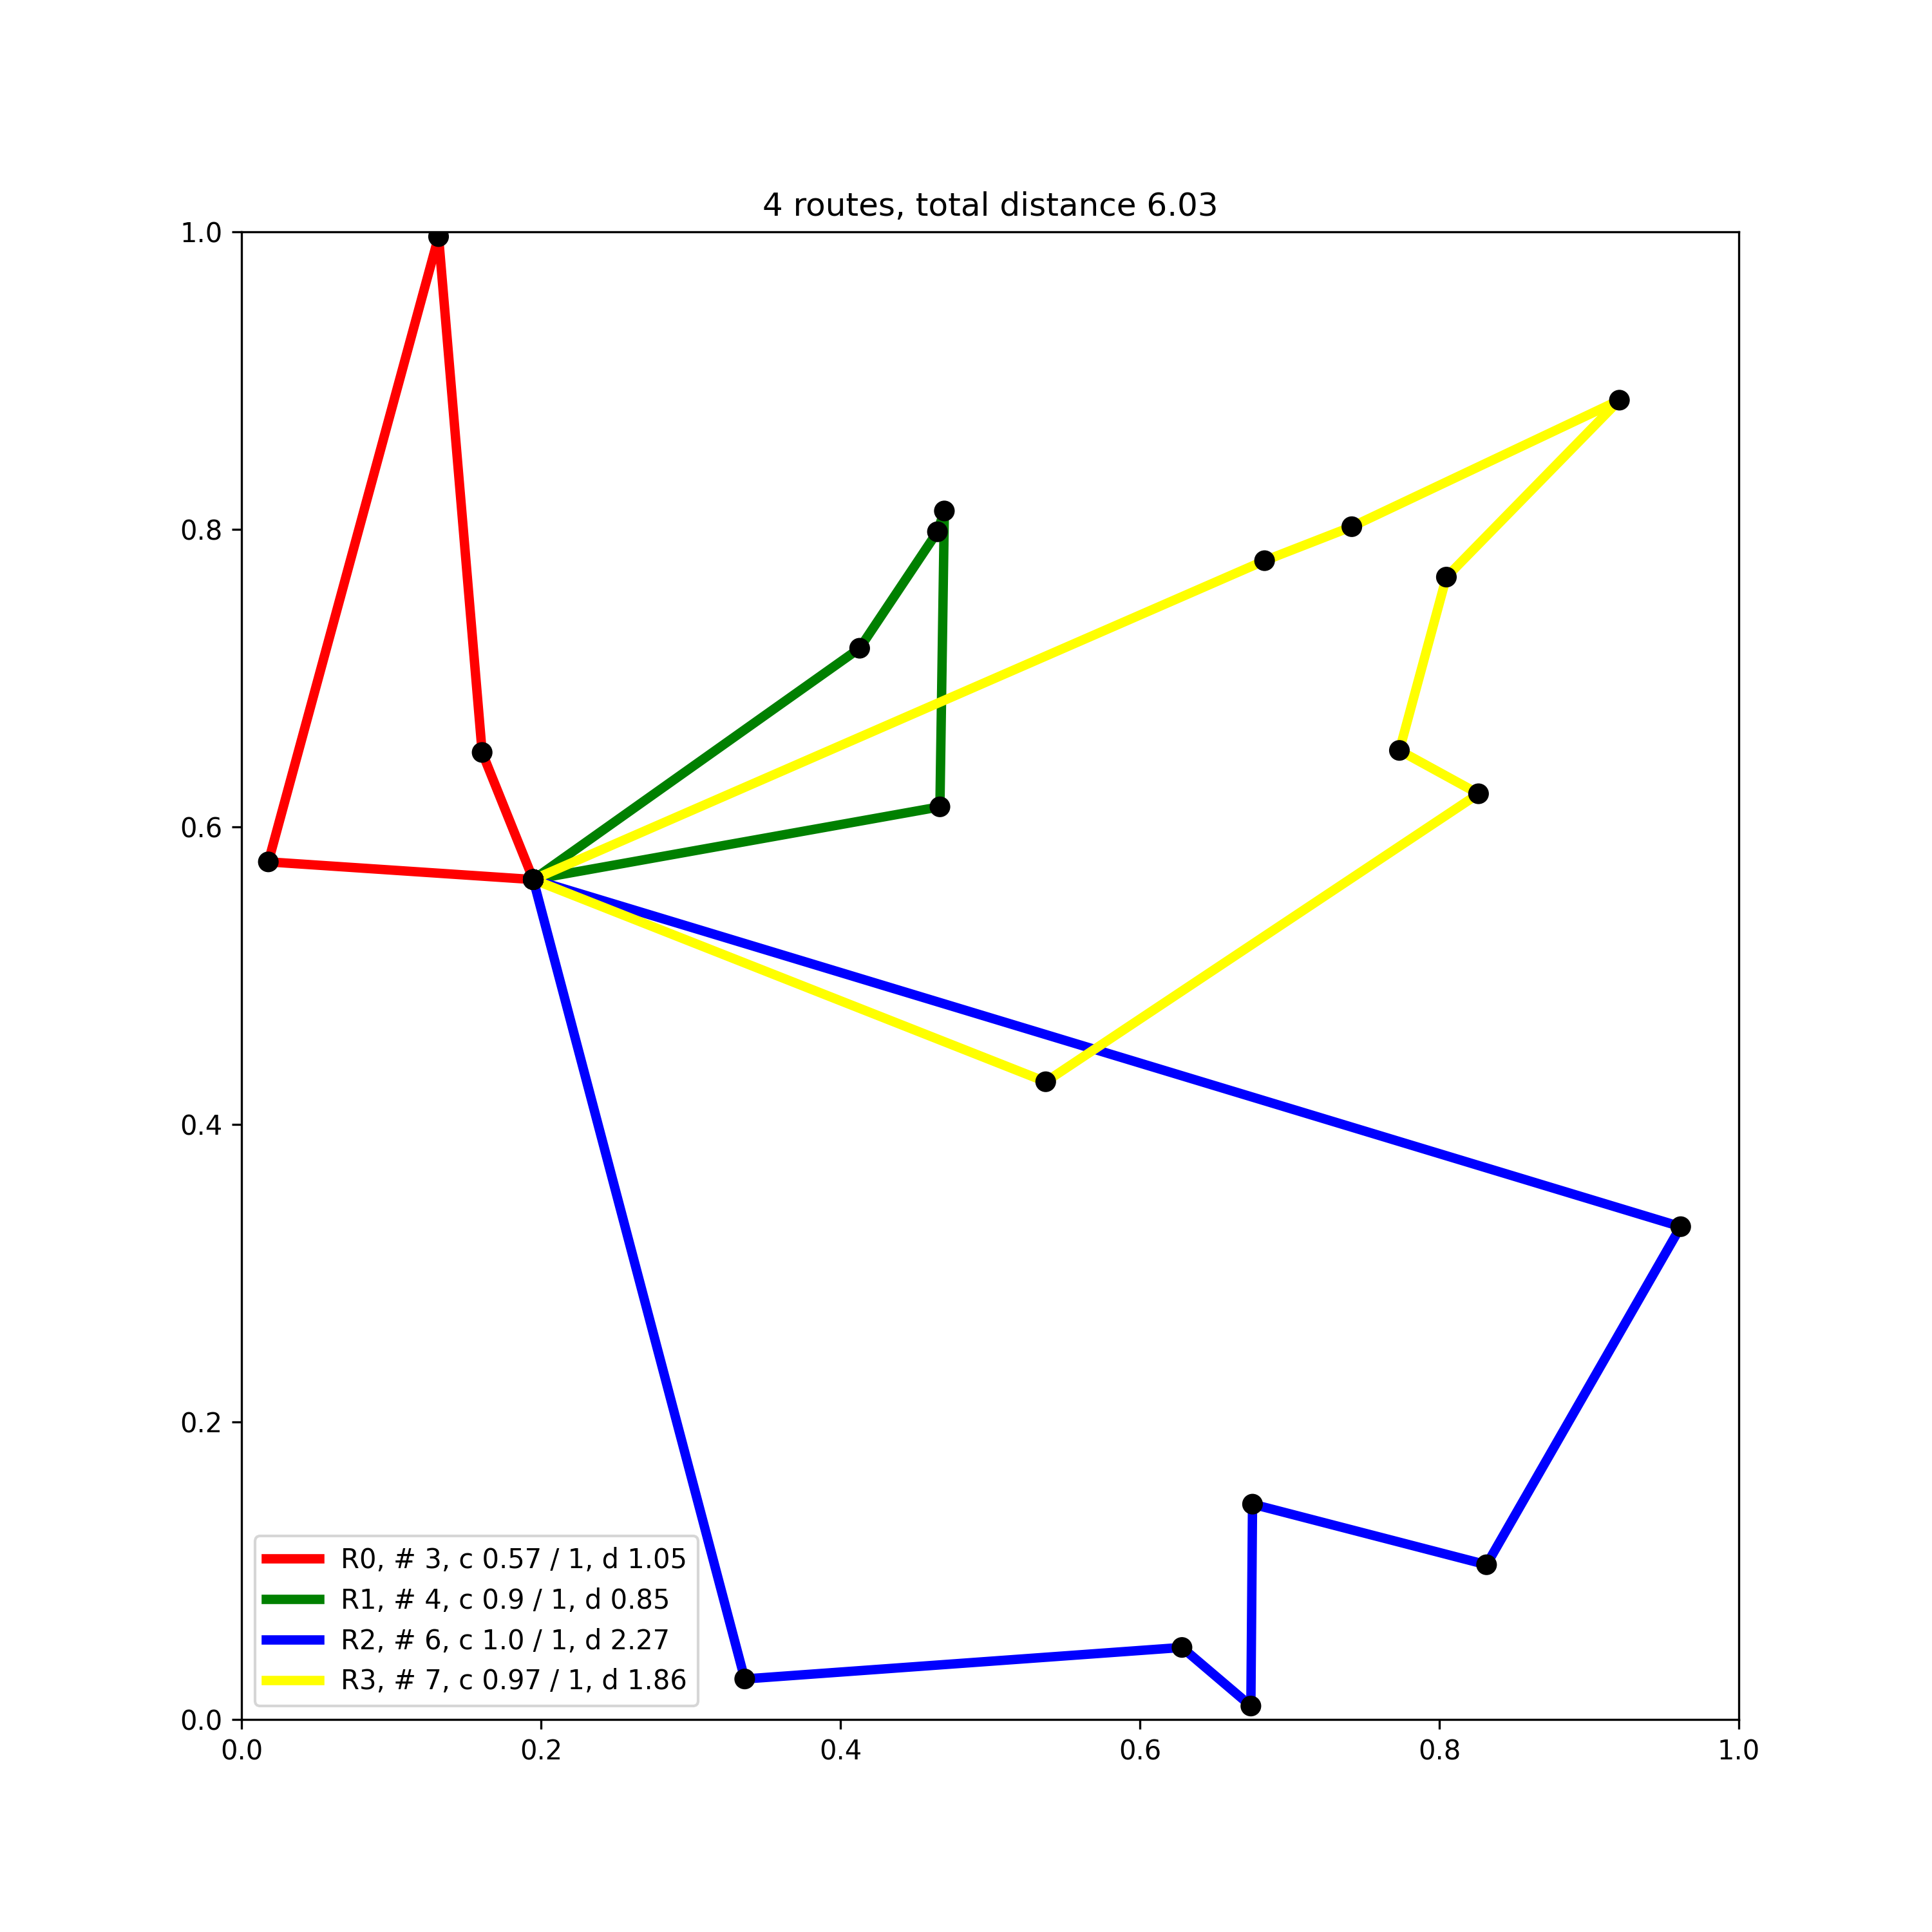 4 routes, total distance 6.03
1.0
0.8
0.6
0.4
0.2
0.0
R0, # 3, c 0.57 / 1, d 1.05
R1, # 4, c 0.9 / 1, d 0.85
R2, # 6, c 1.0 / 1, d 2.27
R3, # 7, c 0.97 / 1, d 1.86
0.0 0.2 0.4 0.6 0.8 1.0